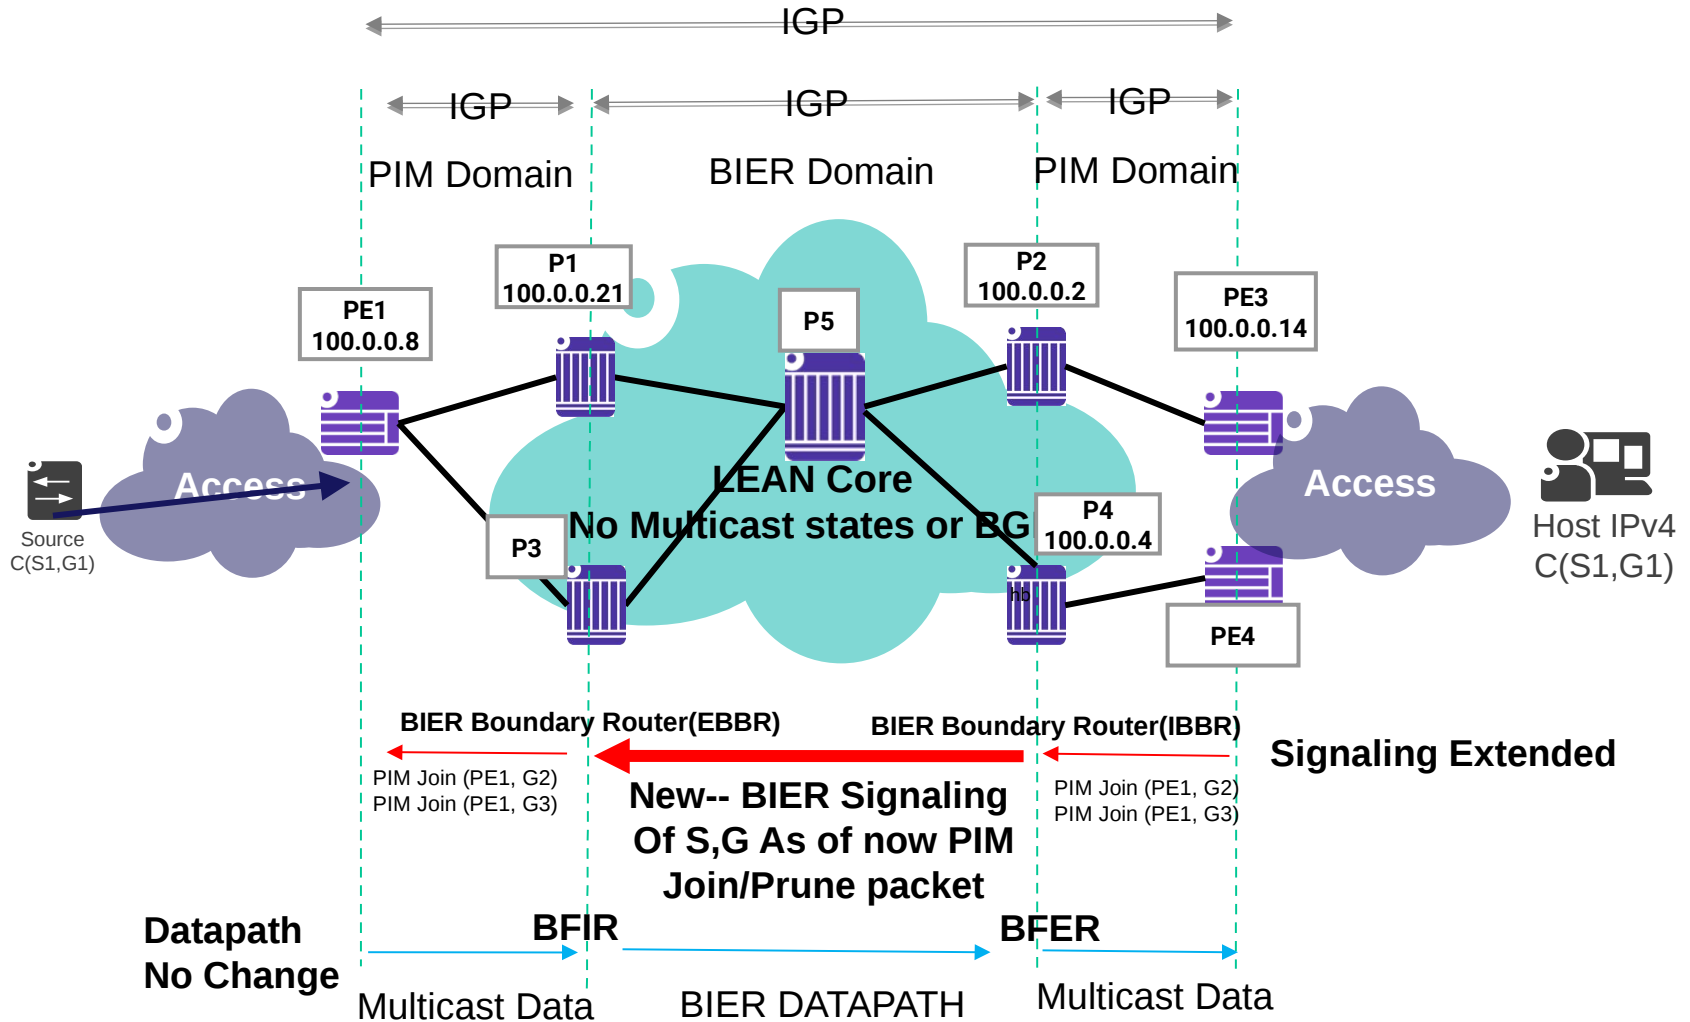 IGP
IGP
IGP
IGP
PIM Domain
BIER Domain
PIM Domain
P1
100.0.0.21
P2
100.0.0.2
PE1
100.0.0.8
P5
PE3
100.0.0.14
Access
Access
LEAN Core
No Multicast states or BG
P3
P4
100.0.0.4
hb
PE4
Source
C(S1,G1)
Host IPv4
C(S1,G1)
BIER Boundary Router(EBBR)
BIER Boundary Router(IBBR)
Signaling Extended
PIM Join (PE1, G2)
PIM Join (PE1, G3)
New-- BIER Signaling
Of S,G As of now PIM
Join/Prune packet
PIM Join (PE1, G2)
PIM Join (PE1, G3)
Datapath
No Change
BFIR
BFER
Multicast Data
BIER DATAPATH
Multicast Data